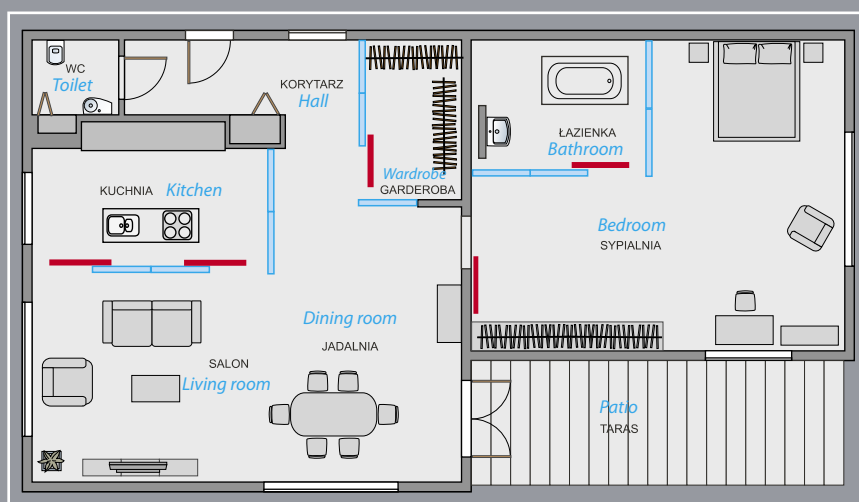 WC
Toilet
KORYTARZ
Hall
ŁAZIENKA
Bathroom
Wardrobe
GARDEROBA
KUCHNIA Kitchen
Bedroom
SYPIALNIA
Dining room
JADALNIA
SALON
Living room
Patio
TARAS